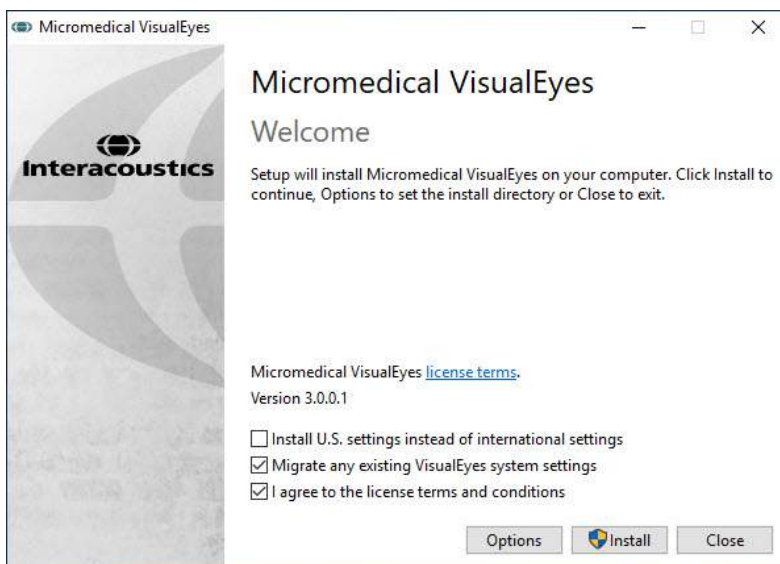 Micromedical VisualEyes
Interacoustics
Micromedical VisualEyes
Welcome
Setup will install Micromedical VisualEyes on your computer. Click Install to
continue, Options to set the install directory or Close to exit.
Micromedical VisualEyes license terms.
Version 3.0.0.1
Install U.S. settings instead of international settings
Migrate any existing VisualEyes system settings
I agree to the license terms and conditions
Options Install Close